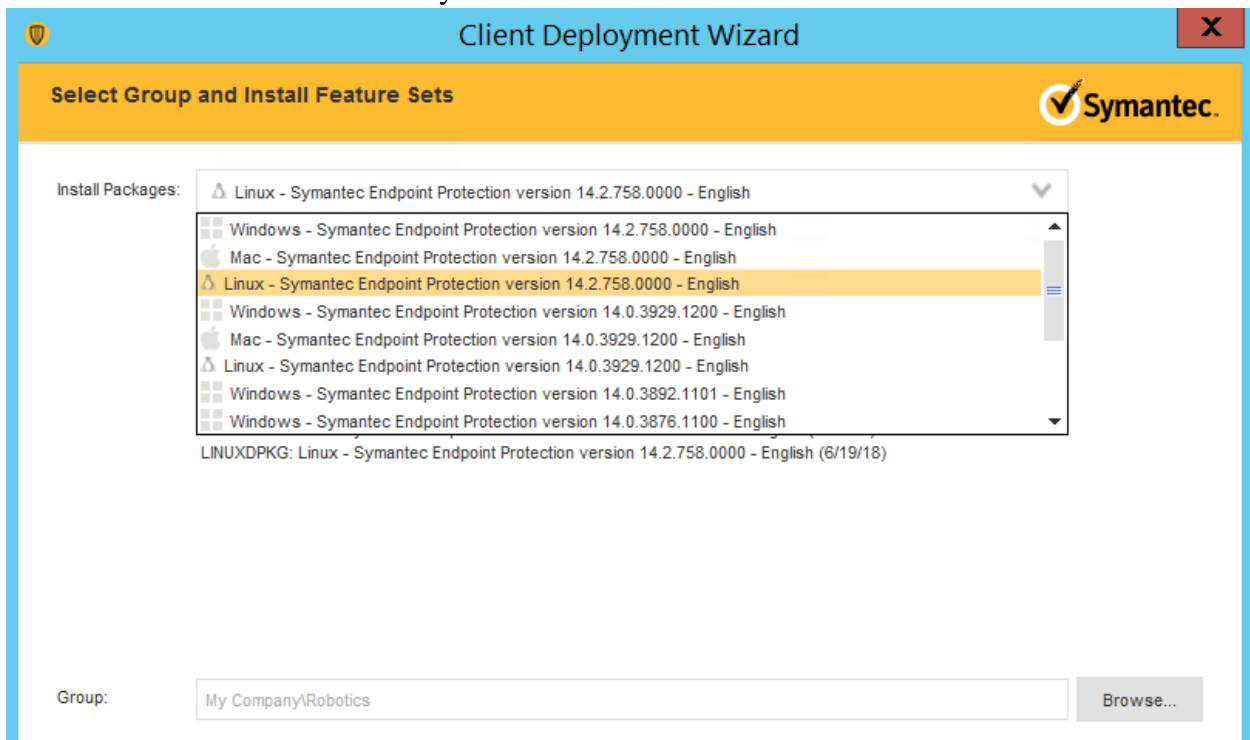 Client Deployment Wizard
X
Select Group and Install Feature Sets
Symantec.
Install Packages:
Linux - Symantec Endpoint Protection version 14.2.758.0000 - English
Windows - Symantec Endpoint Protection version 14.2.758.0000 - English
Mac - Symantec Endpoint Protection version 14.2.758.0000 - English
Linux - Symantec Endpoint Protection version 14.2.758.0000 - English
Windows - Symantec Endpoint Protection version 14.0.3929.1200 - English
Mac - Symantec Endpoint Protection version 14.0.3929.1200 - English
Linux - Symantec Endpoint Protection version 14.0.3929.1200 - English
Windows - Symantec Endpoint Protection version 14.0.3892.1101 - English
Windows - Symantec Endpoint Protection version 14.0.3876.1100 - English
LINUXDPKG: Linux - Symantec Endpoint Protection version 14.2.758.0000 - English (6/19/18)
Group:
My Company\Robotics
Browse...